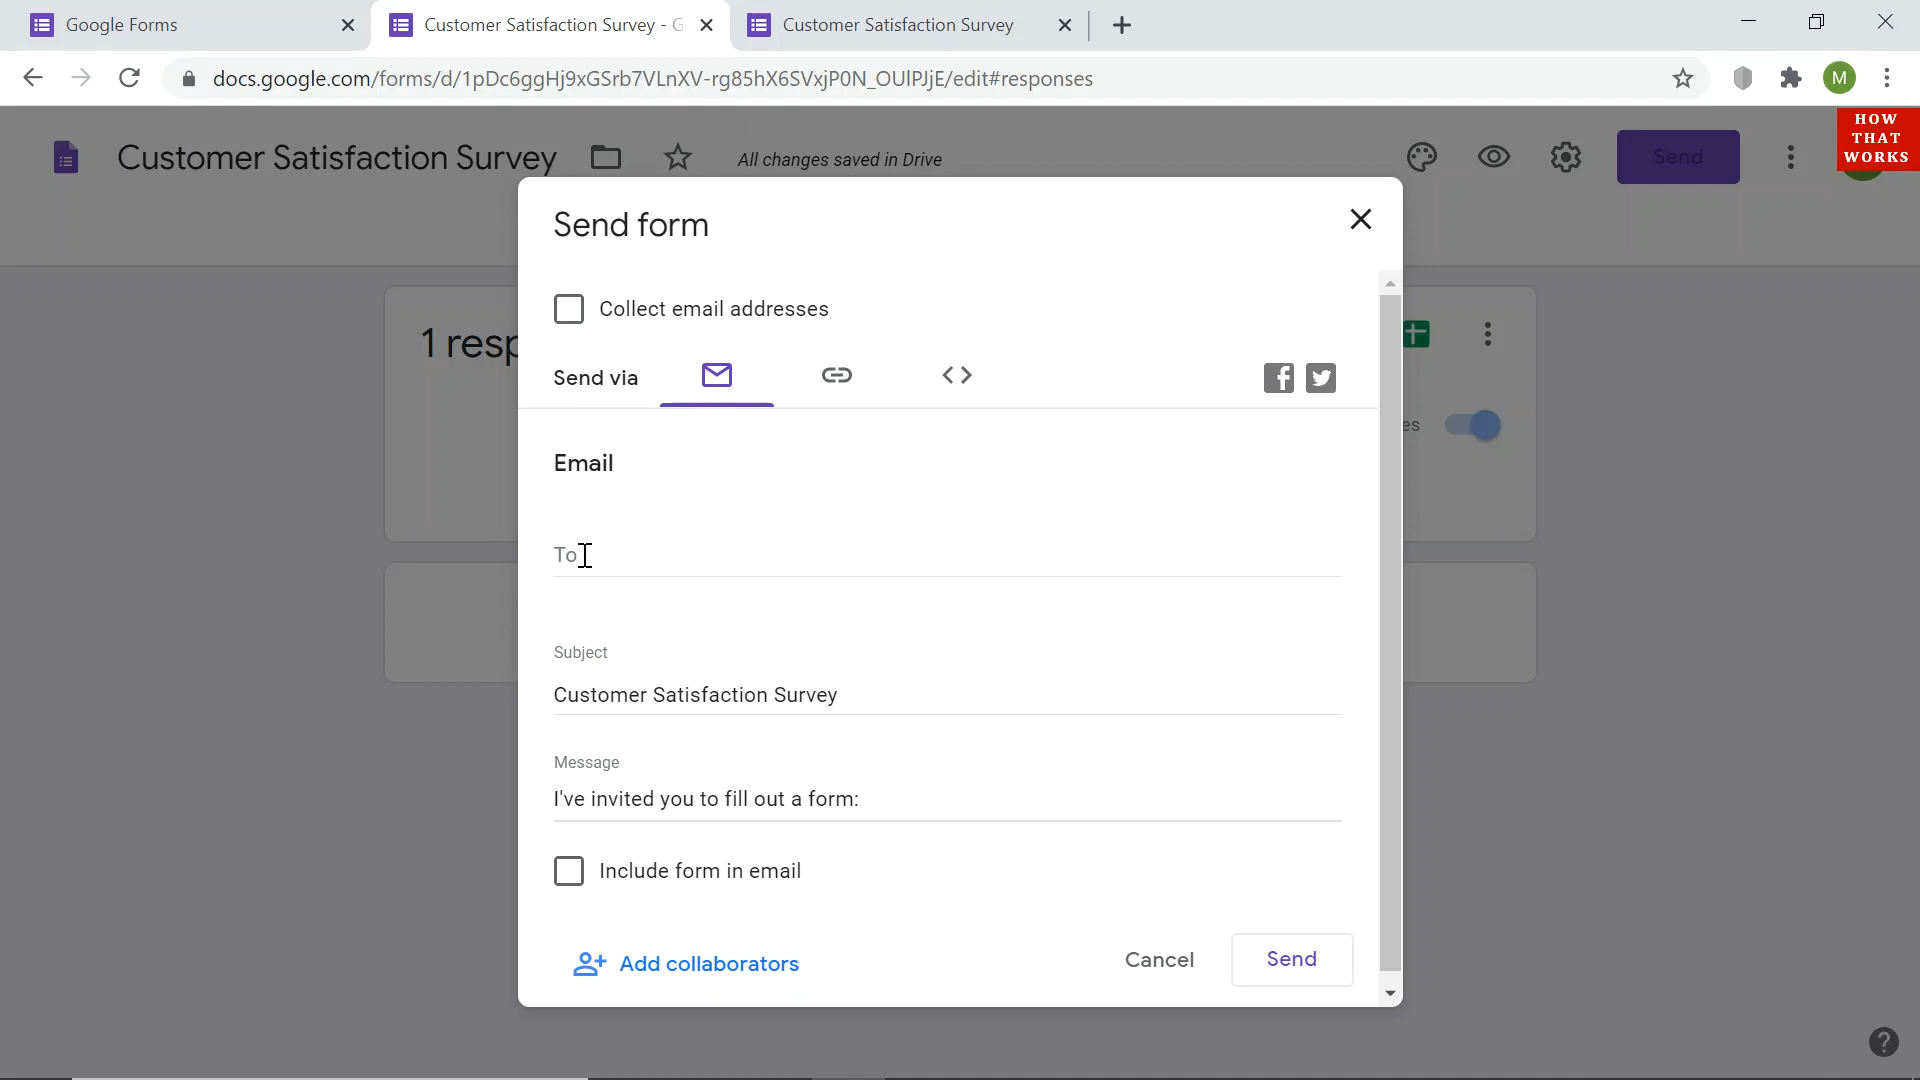 Google Forms
Customer Satisfaction Survey - G
Customer Satisfaction Survey
docs.google.com/forms/d/1pDc6ggHj9xGSrb7VLnXV-rg85hX6SVxjP0N_OUlPJjE/edit#responses
M
HOW
THAT
WORKS
Customer Satisfaction Survey
All changes saved in Drive
Send
Send form
1 resp
Collect email addresses
Send via
es
Email
To
Subject
Customer Satisfaction Survey
Message
I've invited you to fill out a form:
Include form in email
Add collaborators
Cancel
Send